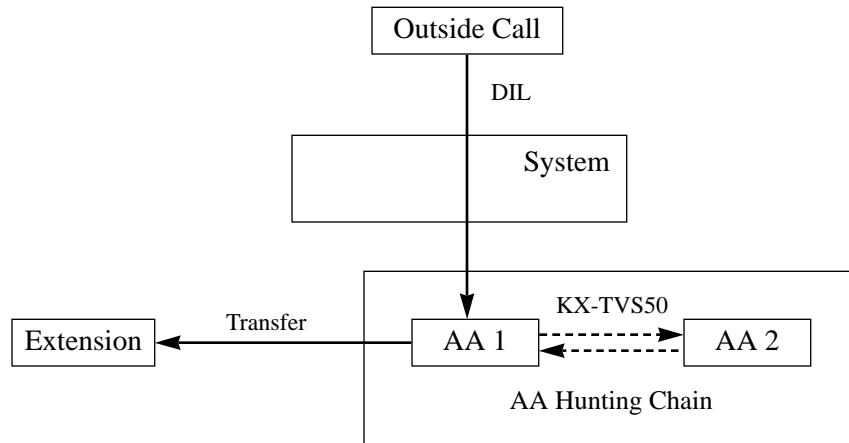 Outside Call
DIL
System
KX-TVS50
Transfer
Extension
AA 1
AA 2
AA Hunting Chain